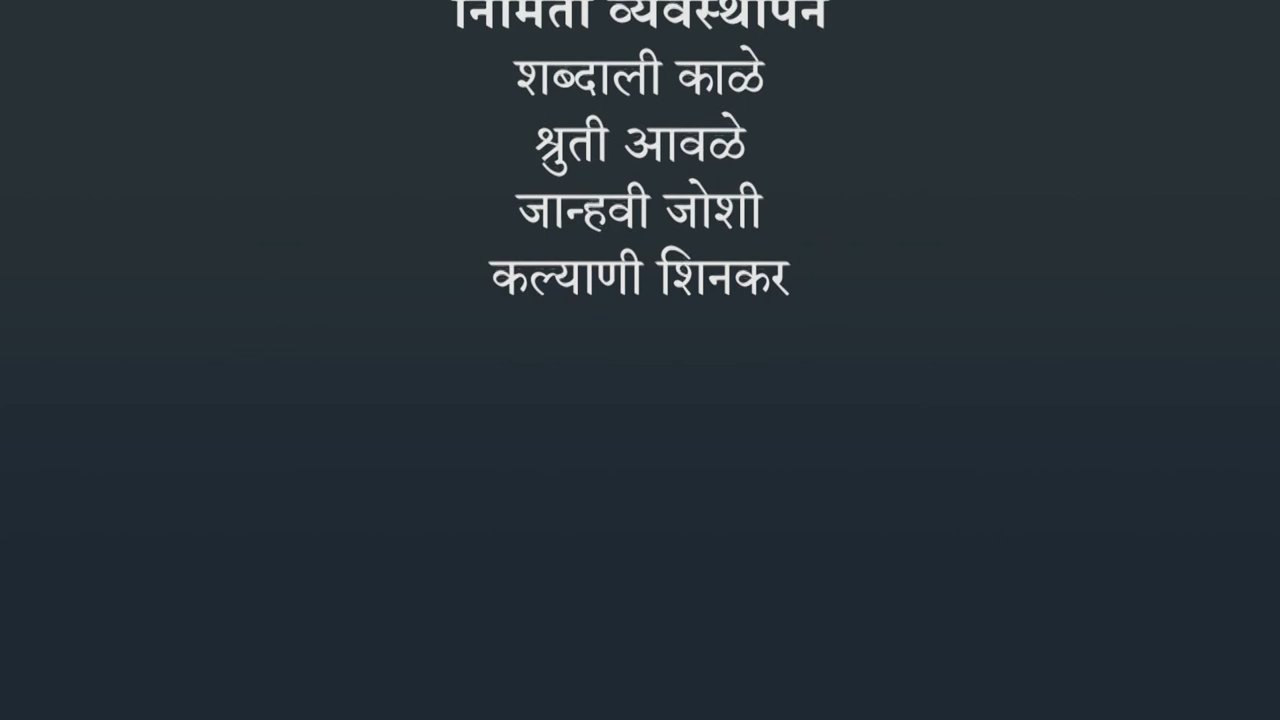 निर्मिती व्यवस्थापन
शब्दाली काळे
श्रुती आवळे
जान्हवी जोशी
कल्याणी शिनकर